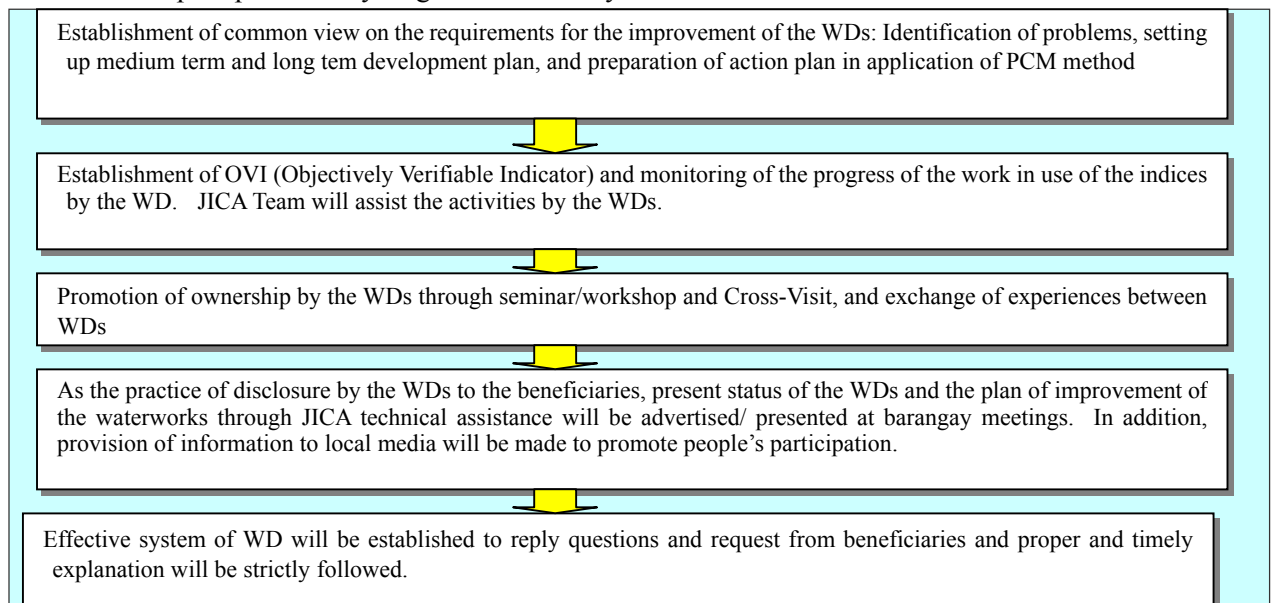 Establishment of common view on the requirements for the improvement of the WDs: Identification of problems, setting
up medium term and long tem development plan, and preparation of action plan in application of PCM method
Establishment of OVI (Objectively Verifiable Indicator) and monitoring of the progress of the work in use of the indices
by the WD. JICA Team will assist the activities by the WDs.
Promotion of ownership by the WDs through seminar/workshop and Cross-Visit, and exchange of experiences between
WDs
As the practice of disclosure by the WDs to the beneficiaries, present status of the WDs and the plan of improvement of
the waterworks through JICA technical assistance will be advertised/ presented at barangay meetings. In addition,
provision of information to local media will be made to promote people's participation.
Effective system of WD will be established to reply questions and request from beneficiaries and proper and timely
explanation will be strictly followed.